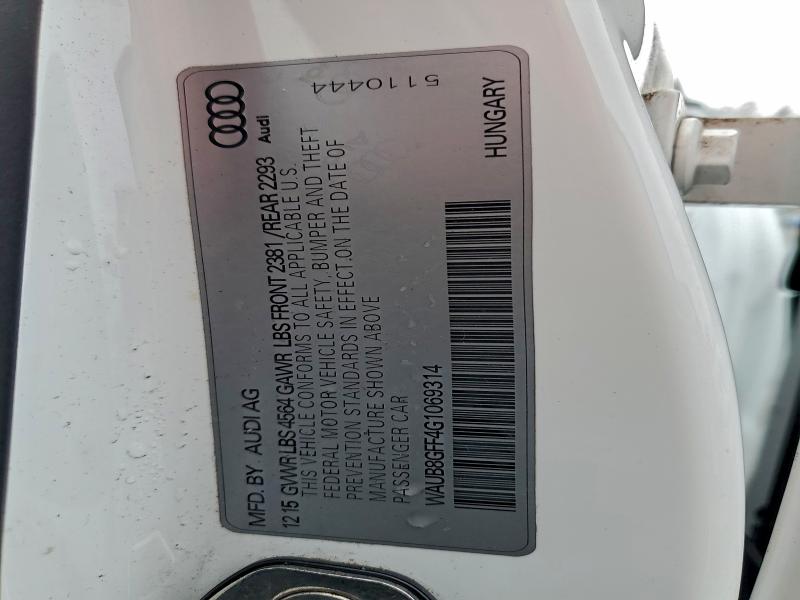 MFD. BY AUDI AG
12 15 GVWR LBS 4564 GAWR LBS FRONT 2381 / REAR 2293
THIS VEHICLE CONFORMS TO ALL APPLICABLE U.S.
FEDERAL MOTOR VEHICLE SAFETY, BUMPER AND THEFT
PREVENTION STANDARDS IN EFFECT ON THE DATE OF
MANUFACTURE SHOWN ABOVE
PASSENGER CAR
WAUB8GFF4G1069314
Audi
5110444
HUNGARY